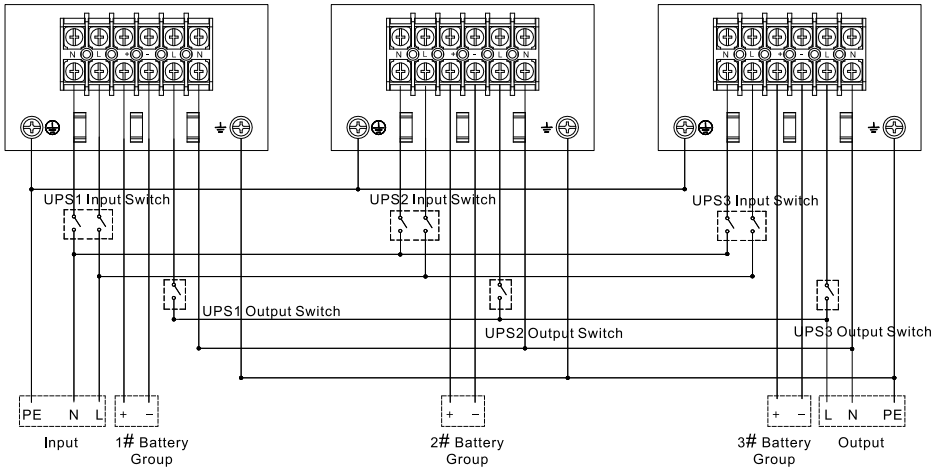 N L + - L N
N L + - L N
N L + - L N
UPS1 Input Switch
UPS2 Input Switch
UPS3 Input Switch
UPS1 Output Switch
UPS2 Output Switch
UPS3 Output Switch
PE N L
+ −
+ −
+ −
L N PE
Input
1# Battery
Group
2# Battery
Group
3# Battery
Group
Output